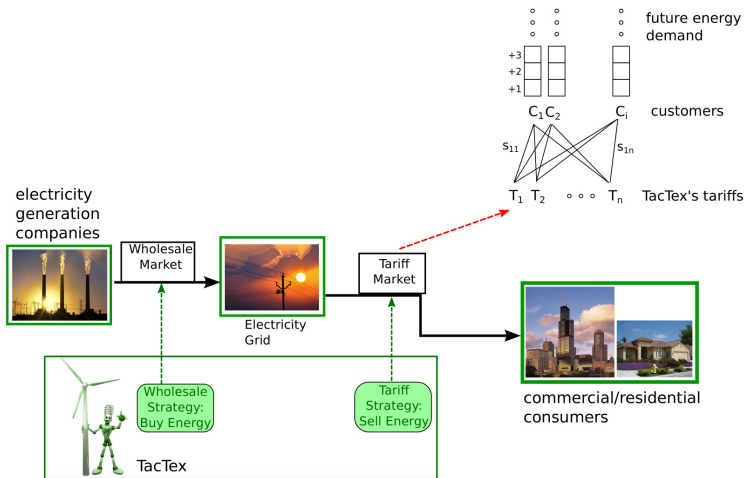 future energy
demand
+3
+2
+1
C1 C2 Ci customers
s11 s1n
T1 T2 Tn TacTex's tariffs
electricity
generation
companies
Wholesale
Market
Tariff
Market
Electricity
Grid
Wholesale
Strategy:
Buy Energy
Tariff
Strategy:
Sell Energy
commercial/residential
consumers
TacTex